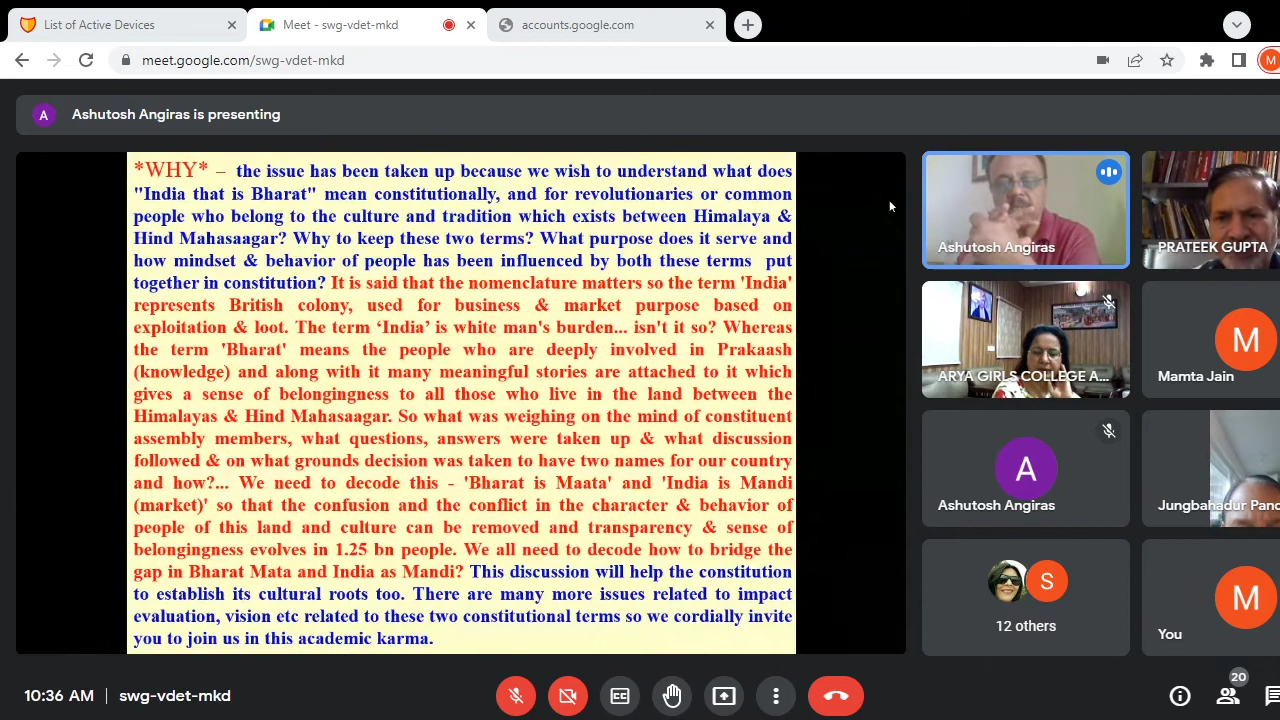 List of Active Devices
Meet - swg-vdet-mkd
accounts.google.com
meet.google.com/swg-vdet-mkd
M
A
Ashutosh Angiras is presenting
*WHY* – the issue has been taken up because we wish to understand what does
"India that is Bharat" mean constitutionally, and for revolutionaries or common
people who belong to the culture and tradition which exists between Himalaya &
Hind Mahasaagar? Why to keep these two terms? What purpose does it serve and
how mindset & behavior of people has been influenced by both these terms put
together in constitution? It is said that the nomenclature matters so the term 'India'
represents British colony, used for business & market purpose based on
exploitation & loot. The term ‘India’ is white man's burden... isn't it so? Whereas
the term 'Bharat' means the people who are deeply involved in Prakaash
(knowledge) and along with it many meaningful stories are attached to it which
gives a sense of belongingness to all those who live in the land between the
Himalayas & Hind Mahasaagar. So what was weighing on the mind of constituent
assembly members, what questions, answers were taken up & what discussion
followed & on what grounds decision was taken to have two names for our country
and how?... We need to decode this - 'Bharat is Maata' and 'India is Mandi
(market)' so that the confusion and the conflict in the character & behavior of
people of this land and culture can be removed and transparency & sense of
belongingness evolves in 1.25 bn people. We all need to decode how to bridge the
gap in Bharat Mata and India as Mandi? This discussion will help the constitution
to establish its cultural roots too. There are many more issues related to impact
evaluation, vision etc related to these two constitutional terms so we cordially invite
you to join us in this academic karma.
Ashutosh Angiras
PRATEEK GUPTA
ARYA GIRLS COLLEGE A...
M
Mamta Jain
A
Ashutosh Angiras
Jungbahadur Pand
S
12 others
M
You
10:36 AM
swg-vdet-mkd
CC
20